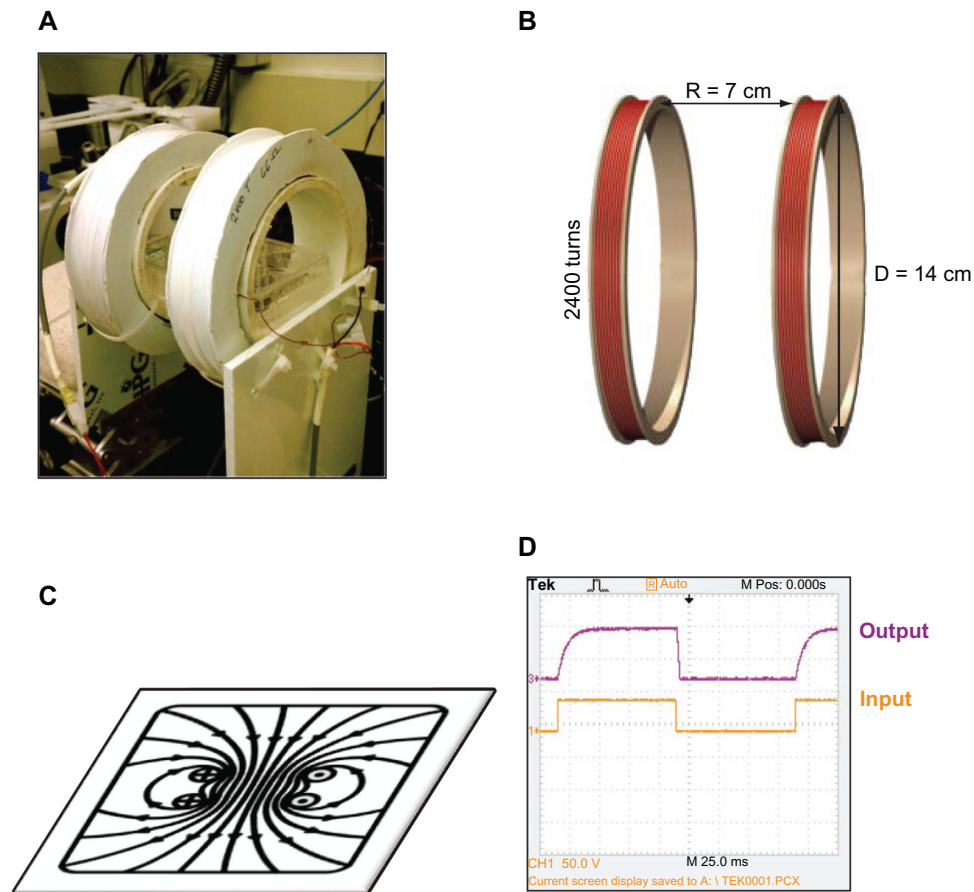 A
B
R = 7 cm
2400 turns
D = 14 cm
C
D
Tek
R Auto
M Pos: 0.000s
3
Output
1
Input
CH1 50.0 V
M 25.0 ms
Current screen display saved to A: \ TEK0001.PCX